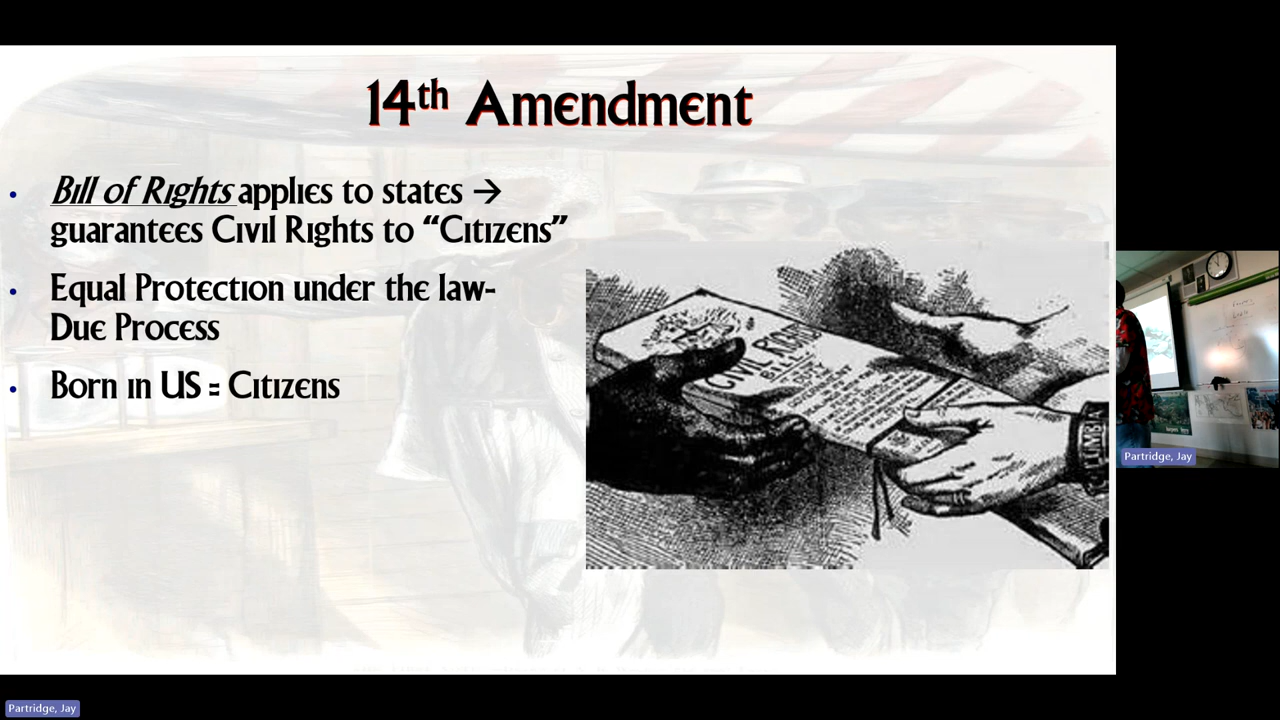 14th Amendment
• Bill of Rights applies to states →
guarantees Civil Rights to “Citizens”
• Equal Protection under the law-
Due Process
• Born in US = Citizens
CIVIL RIGHTS
BILL
Partridge, Jay
Partridge, Jay